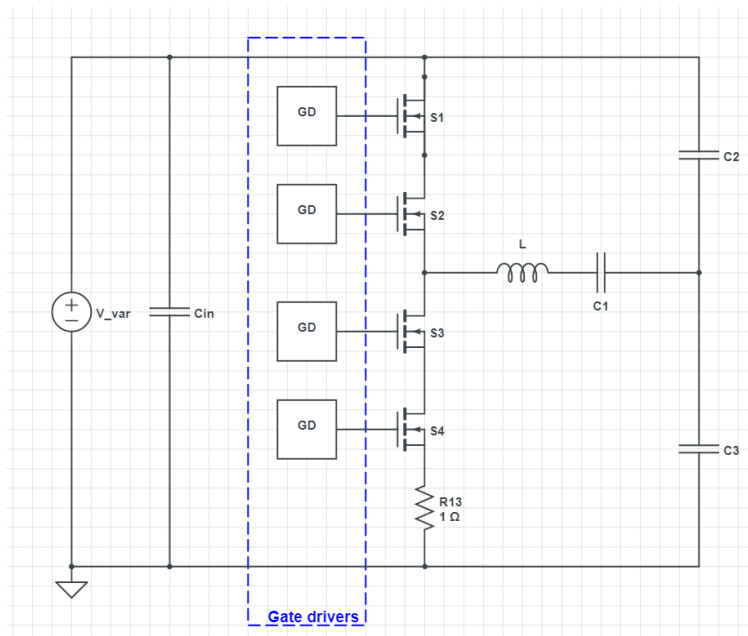 GD
S1
C2
GD
S2
L
C1
V_var
Cin
GD
S3
GD
S4
C3
R13
1 Ω
Gate drivers